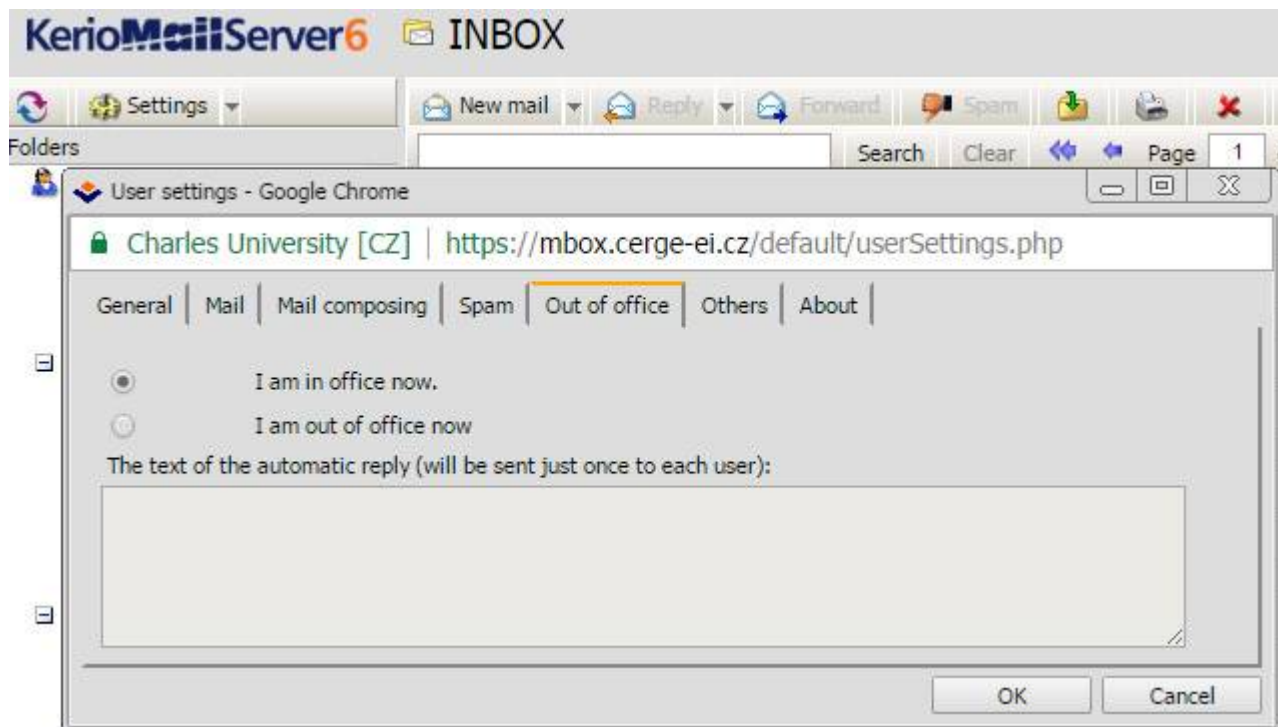 KerioMailServer6 INBOX
Settings New mail Reply Forward Spam
Folders Search Clear Page 1
User settings - Google Chrome
Charles University [CZ] | https://mbox.cerge-ei.cz/default/userSettings.php
General Mail Mail composing Spam Out of office Others About
I am in office now.
I am out of office now
The text of the automatic reply (will be sent just once to each user):
OK Cancel